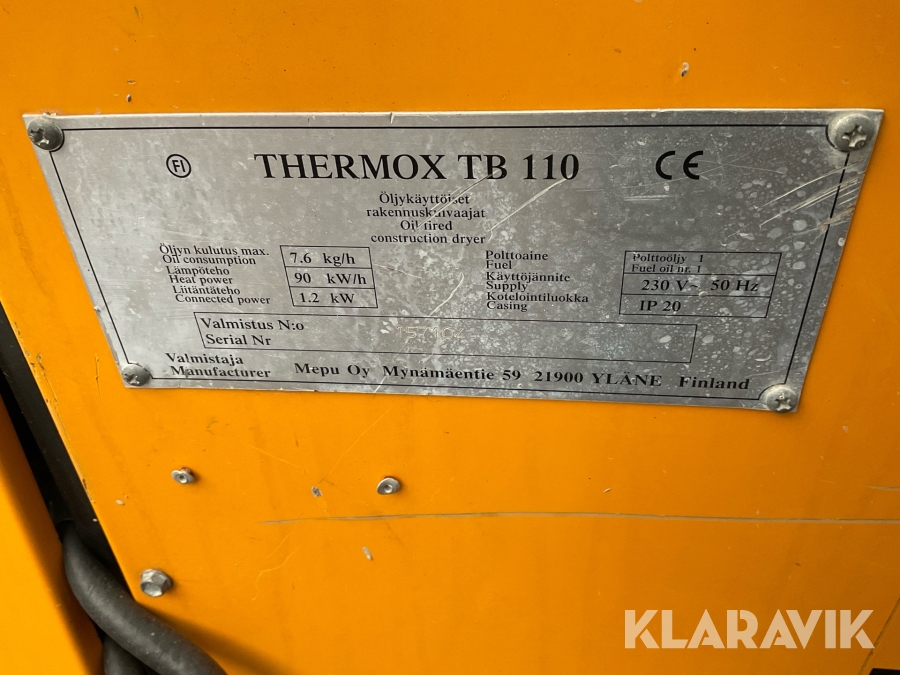 FI THERMOX TB 110 CE
Öljykäyttöiset
rakennuskuivaajat
Oil fired
construction dryer
Öljyn kulutus max.
Oil consumption
7.6 kg/h
Lämpöteho
Heat power
90 kW/h
Liitäntäteho
Connected power
1.2 kW
Polttoaine
Fuel
Polttoöljy 1
Fuel oil nr. 1
Käyttöjännite
Supply
230 V~ 50 Hz
Kotelointiluokka
Casing
IP 20
Valmistus N:o
Serial Nr
Valmistaja
Manufacturer Mepu Oy Mynämäentie 59 21900 YLÄNE Finland
KLARAVIK